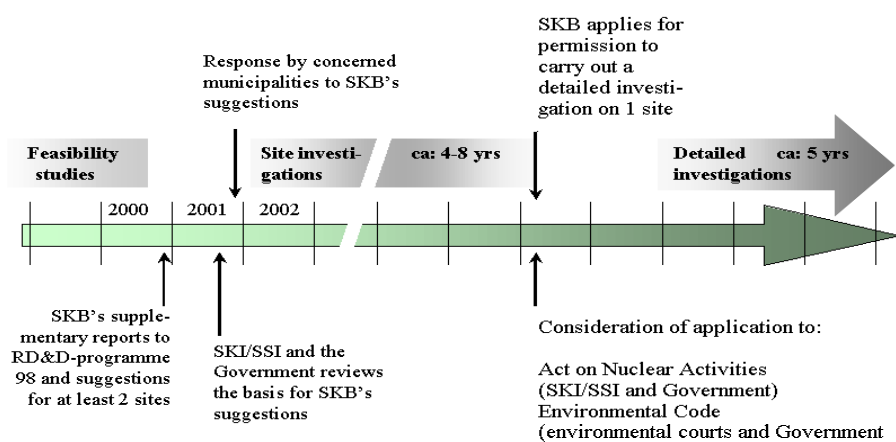 Response by concerned
municipalities to SKB's
suggestions
SKB applies for
permission to
carry out a
detailed investi-
gation on 1 site
Feasibility
studies
Site investi-
gations
ca: 4-8 yrs
Detailed ca: 5 yrs
investigations
2000 2001 2002
SKB's supple-
mentary reports to
RD&D-programme
98 and suggestions
for at least 2 sites
SKI/SSI and the
Government reviews
the basis for SKB's
suggestions
Consideration of application to:
Act on Nuclear Activities
(SKI/SSI and Government)
Environmental Code
(environmental courts and Government